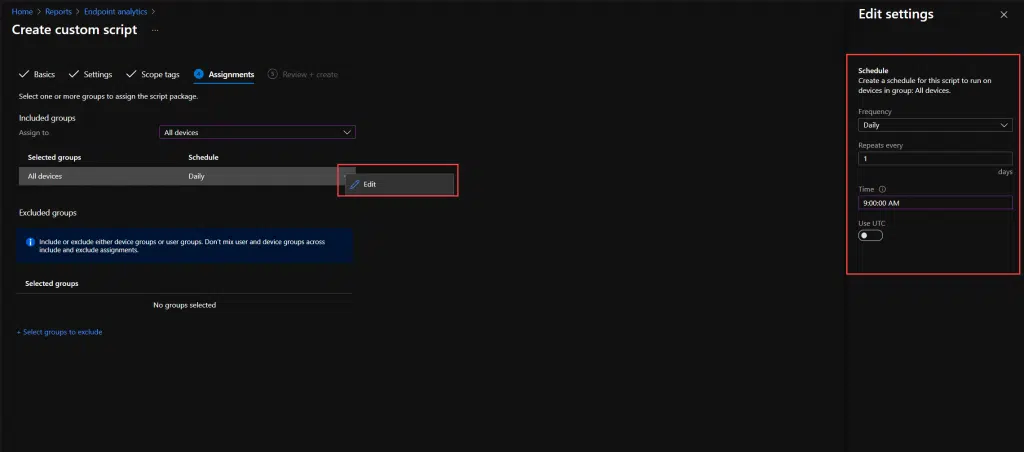 Home > Reports > Endpoint analytics >
Create custom script ...
Basics Settings Scope tags 4 Assignments 5 Review + create
Select one or more groups to assign the script package.
Included groups
Assign to All devices
Selected groups Schedule
All devices Daily
Edit
Excluded groups
Include or exclude either device groups or user groups. Don't mix user and device groups across
include and exclude assignments.
Selected groups
No groups selected
+ Select groups to exclude
Edit settings
Schedule
Create a schedule for this script to run on
devices in group: All devices.
Frequency
Daily
Repeats every
1
days
Time
9:00:00 AM
Use UTC